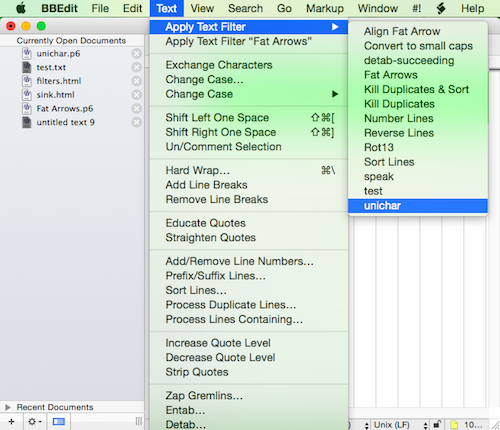 BBEdit File Edit Text View Search Go Markup Window #! Help
Currently Open Documents
unichar.p6
test.txt
filters.html
sink.html
Fat Arrows.p6
untitled text 9
Apply Text Filter
Apply Text Filter “Fat Arrows”
Exchange Characters
Change Case…
Change Case
Shift Left One Space ⇧⌘[
Shift Right One Space ⇧⌘]
Un/Comment Selection
Hard Wrap… ⌘\
Add Line Breaks
Remove Line Breaks
Educate Quotes
Straighten Quotes
Add/Remove Line Numbers…
Prefix/Suffix Lines…
Sort Lines…
Process Duplicate Lines…
Process Lines Containing…
Increase Quote Level
Decrease Quote Level
Strip Quotes
Zap Gremlins…
Entab…
Detab…
Align Fat Arrow
Convert to small caps
detab-succeeding
Fat Arrows
Kill Duplicates & Sort
Kill Duplicates
Number Lines
Reverse Lines
Rot13
Sort Lines
speak
test
unichar
Recent Documents
Unix (LF) 10…